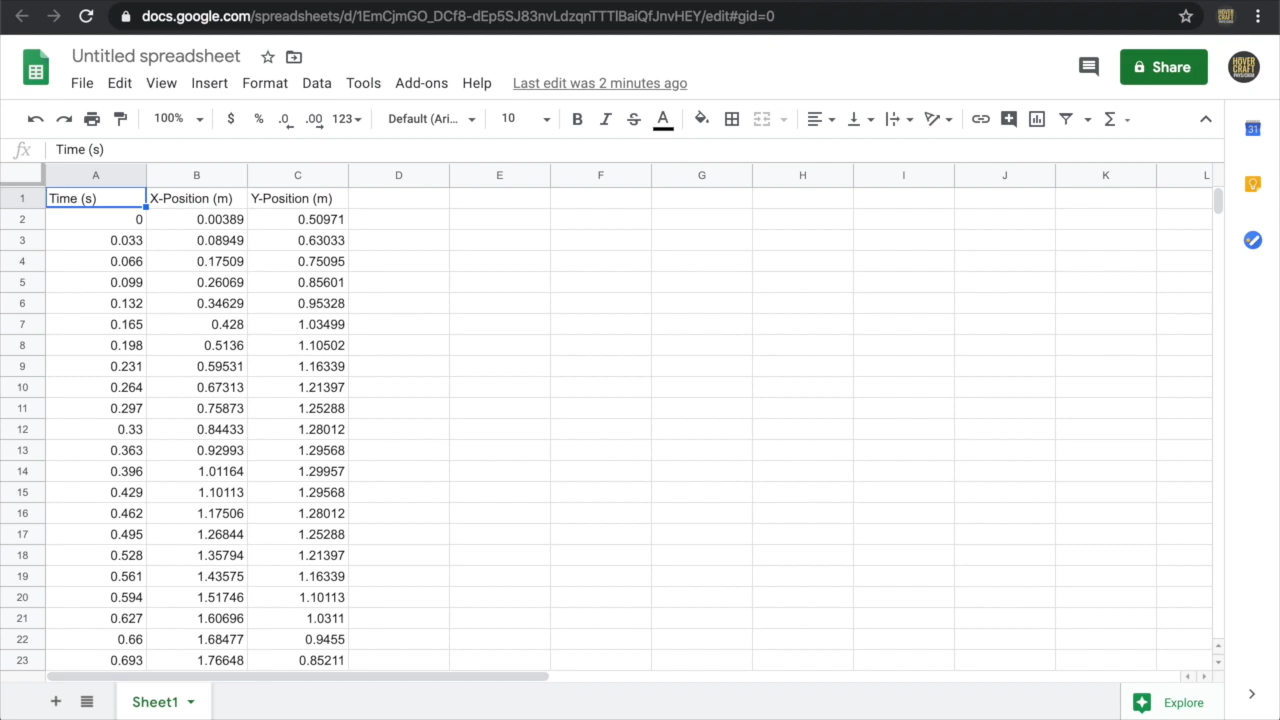 docs.google.com/spreadsheets/d/1EmCjmGO_DCf8-dEp5SJ83nvLdzqnTTTlBaiQfJnvHEY/edit#gid=0
Untitled spreadsheet
File Edit View Insert Format Data Tools Add-ons Help Last edit was 2 minutes ago
Share
HOVER CRAFT
100% $ % .0 .00 123 Default (Ari... 10 B I S A
fx Time (s)
31
A B C D E F G H I J K L
1 Time (s) X-Position (m) Y-Position (m)
2 0 0.00389 0.50971
3 0.033 0.08949 0.63033
4 0.066 0.17509 0.75095
5 0.099 0.26069 0.85601
6 0.132 0.34629 0.95328
7 0.165 0.428 1.03499
8 0.198 0.5136 1.10502
9 0.231 0.59531 1.16339
10 0.264 0.67313 1.21397
11 0.297 0.75873 1.25288
12 0.33 0.84433 1.28012
13 0.363 0.92993 1.29568
14 0.396 1.01164 1.29957
15 0.429 1.10113 1.29568
16 0.462 1.17506 1.28012
17 0.495 1.26844 1.25288
18 0.528 1.35794 1.21397
19 0.561 1.43575 1.16339
20 0.594 1.51746 1.10113
21 0.627 1.60696 1.0311
22 0.66 1.68477 0.9455
23 0.693 1.76648 0.85211
Sheet1
Explore